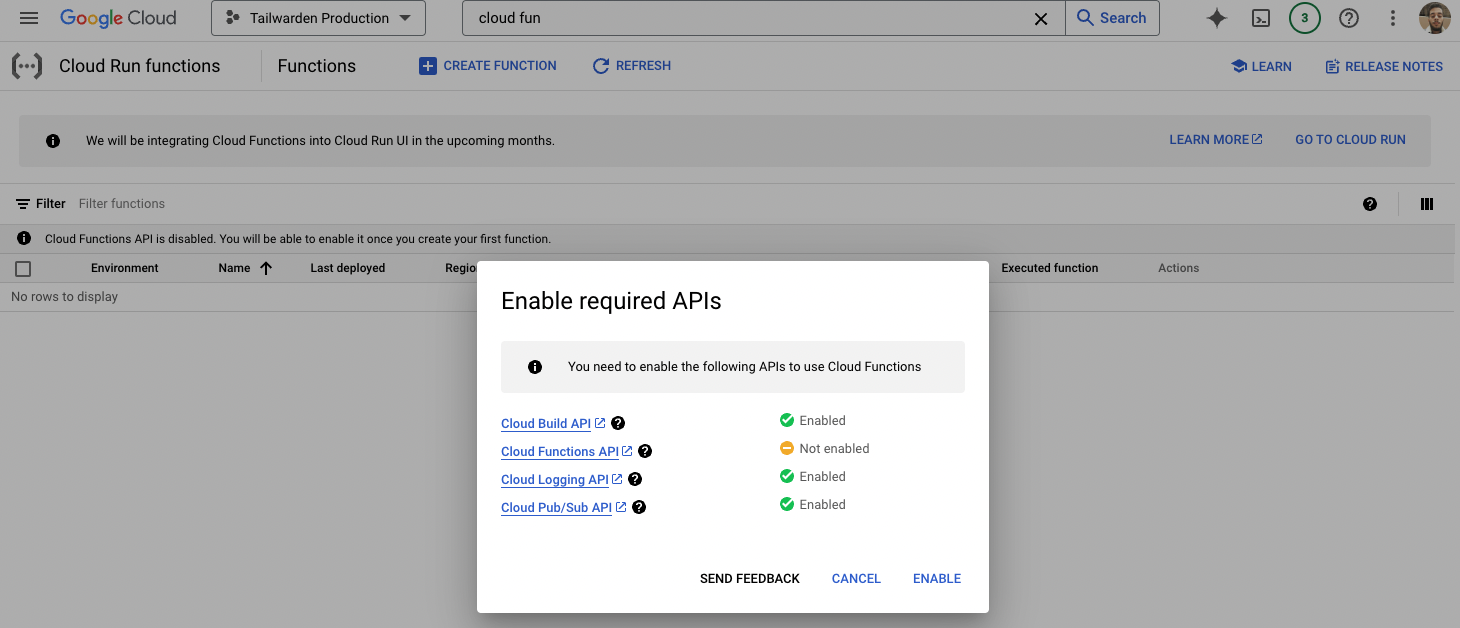 Google Cloud Tailwarden Production cloud fun Search 3
Cloud Run functions Functions CREATE FUNCTION REFRESH LEARN RELEASE NOTES
We will be integrating Cloud Functions into Cloud Run UI in the upcoming months. LEARN MORE GO TO CLOUD RUN
Filter Filter functions
Cloud Functions API is disabled. You will be able to enable it once you create your first function.
Environment Name Last deployed Executed function Actions
No rows to display
Enable required APIs
You need to enable the following APIs to use Cloud Functions
Cloud Build API Enabled
Cloud Functions API Not enabled
Cloud Logging API Enabled
Cloud Pub/Sub API Enabled
SEND FEEDBACK CANCEL ENABLE